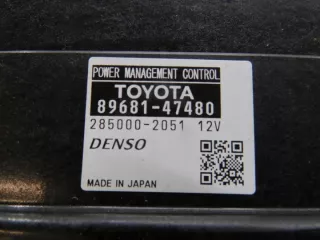 POWER MANAGEMENT CONTROL
TOYOTA
89681-47480
285000-2051 12V
DENSO
MADE IN JAPAN